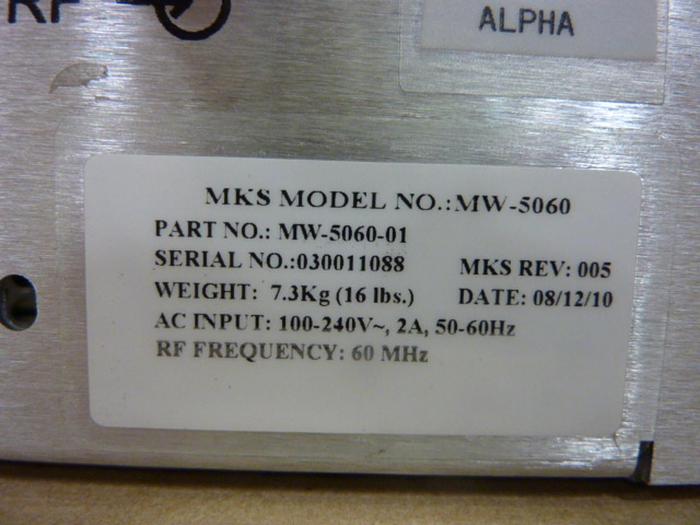 RF
ALPHA
MKS MODEL NO.:MW-5060
PART NO.: MW-5060-01
SERIAL NO.:030011088 MKS REV: 005
WEIGHT: 7.3Kg (16 lbs.) DATE: 08/12/10
AC INPUT: 100-240V~, 2A, 50-60Hz
RF FREQUENCY: 60 MHz